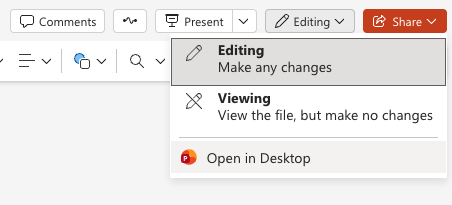 Comments
Present
Editing
Share
Editing
Make any changes
Viewing
View the file, but make no changes
Open in Desktop